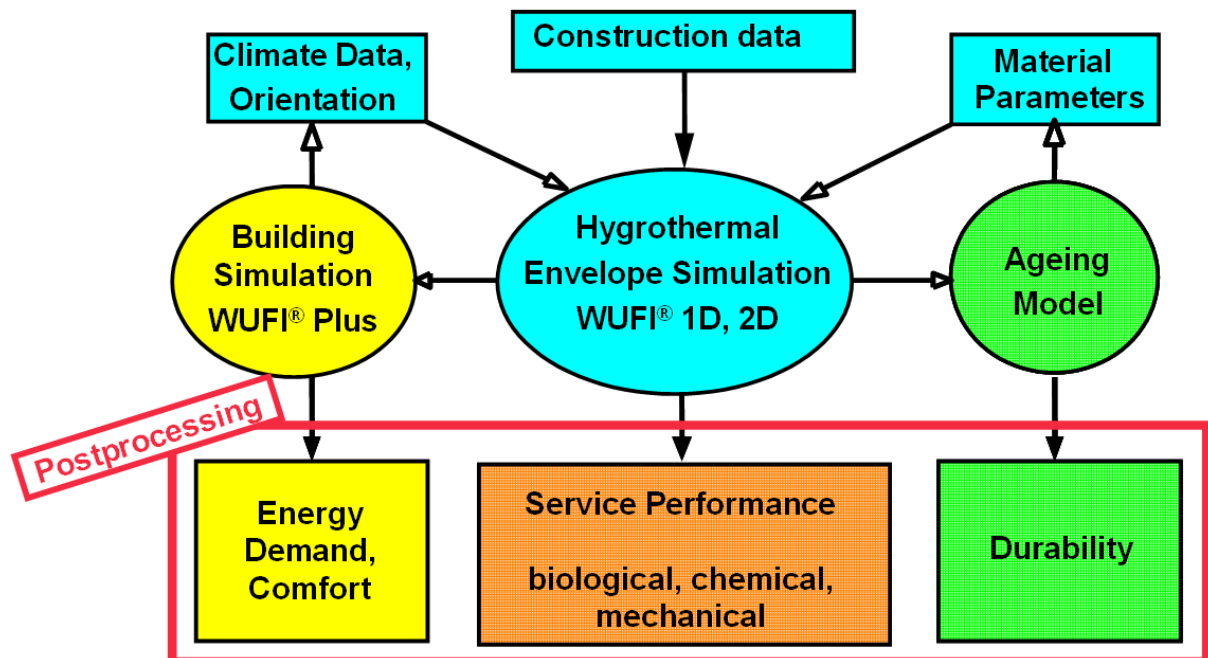 Climate Data,
Orientation
Construction data
Material
Parameters
Building
Simulation
WUFI® Plus
Hygrothermal
Envelope Simulation
WUFI® 1D, 2D
Ageing
Model
Postprocessing
Energy
Demand,
Comfort
Service Performance
biological, chemical,
mechanical
Durability